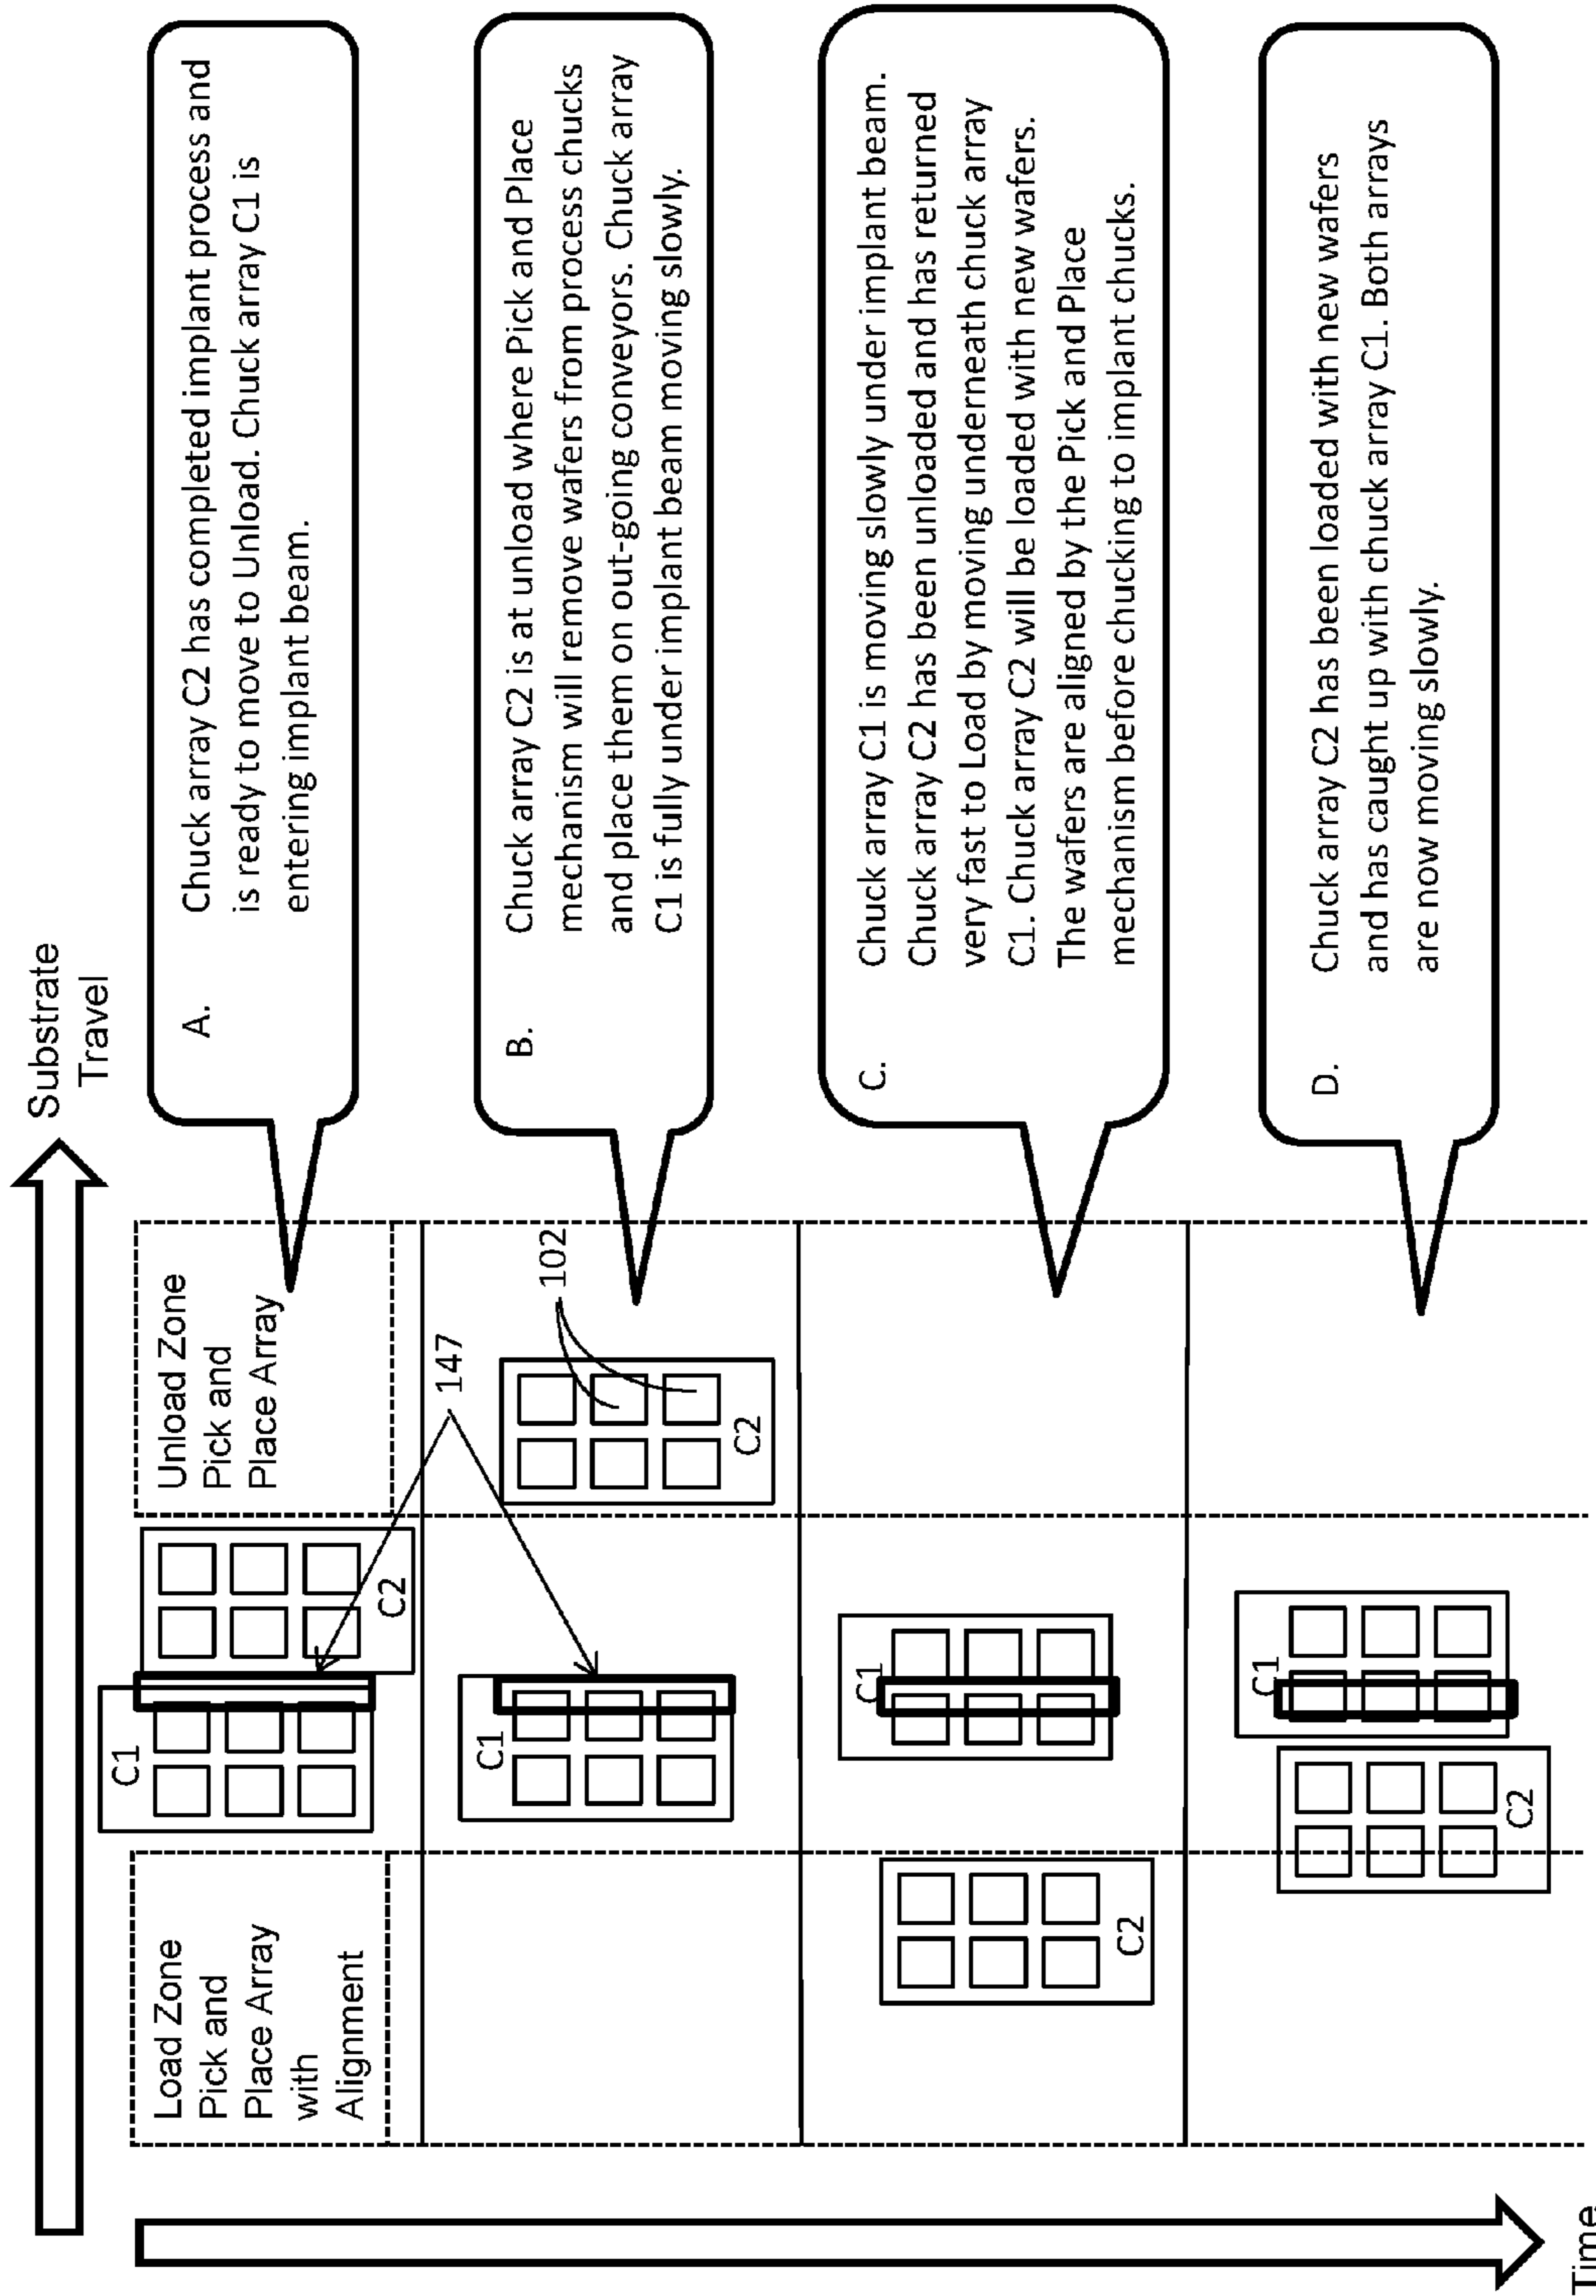 Substrate
Travel
Time
Load Zone
Pick and
Place Array
with
Alignment
Unload Zone
Pick and
Place Array
C1
C2
147
A. Chuck array C2 has completed implant process and
is ready to move to Unload. Chuck array C1 is
entering implant beam.
C1
C2
102
B. Chuck array C2 is at unload where Pick and Place
mechanism will remove wafers from process chucks
and place them on out-going conveyors. Chuck array
C1 is fully under implant beam moving slowly.
C2
C1
C. Chuck array C1 is moving slowly under implant beam.
Chuck array C2 has been unloaded and has returned
very fast to Load by moving underneath chuck array
C1. Chuck array C2 will be loaded with new wafers.
The wafers are aligned by the Pick and Place
mechanism before chucking to implant chucks.
C2
C1
D. Chuck array C2 has been loaded with new wafers
and has caught up with chuck array C1. Both arrays
are now moving slowly.